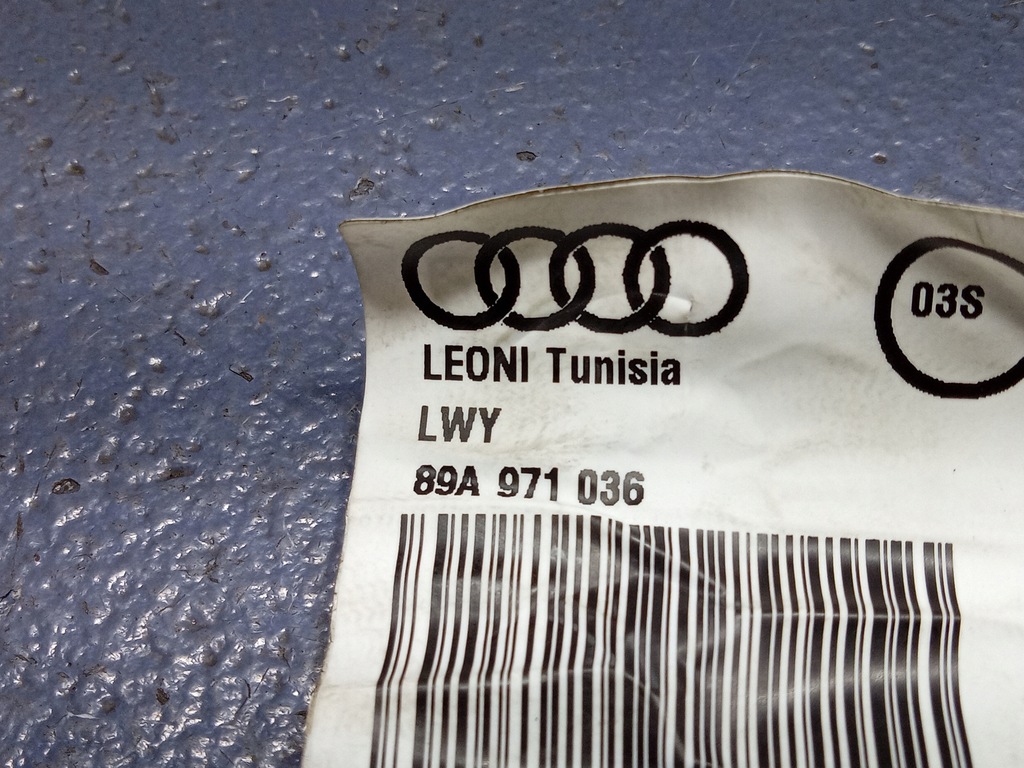 03S
LEONI Tunisia
LWY
89A 971 036